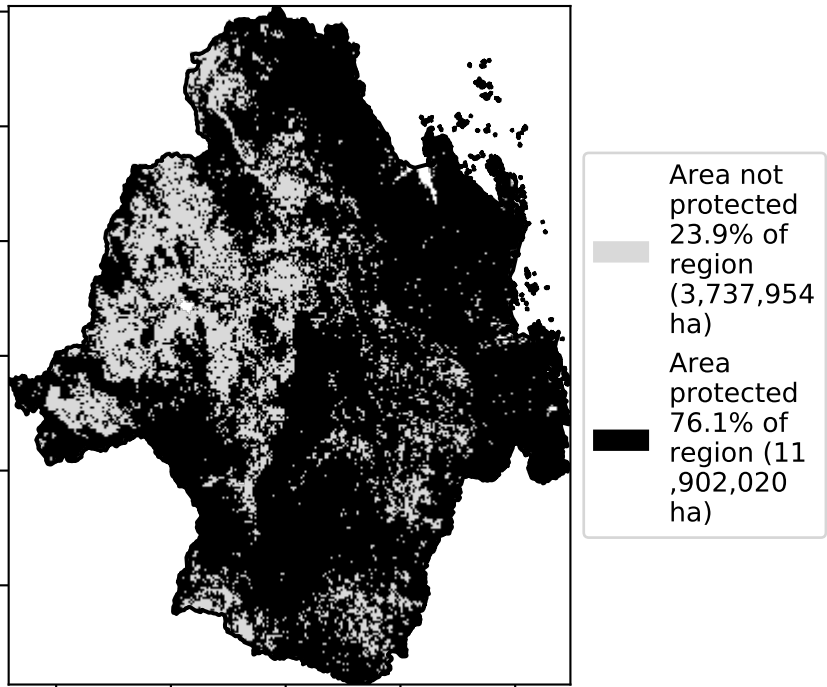 Area not
protected
23.9% of
region
(3,737,954
ha)
Area
protected
76.1% of
region (11
,902,020
ha)